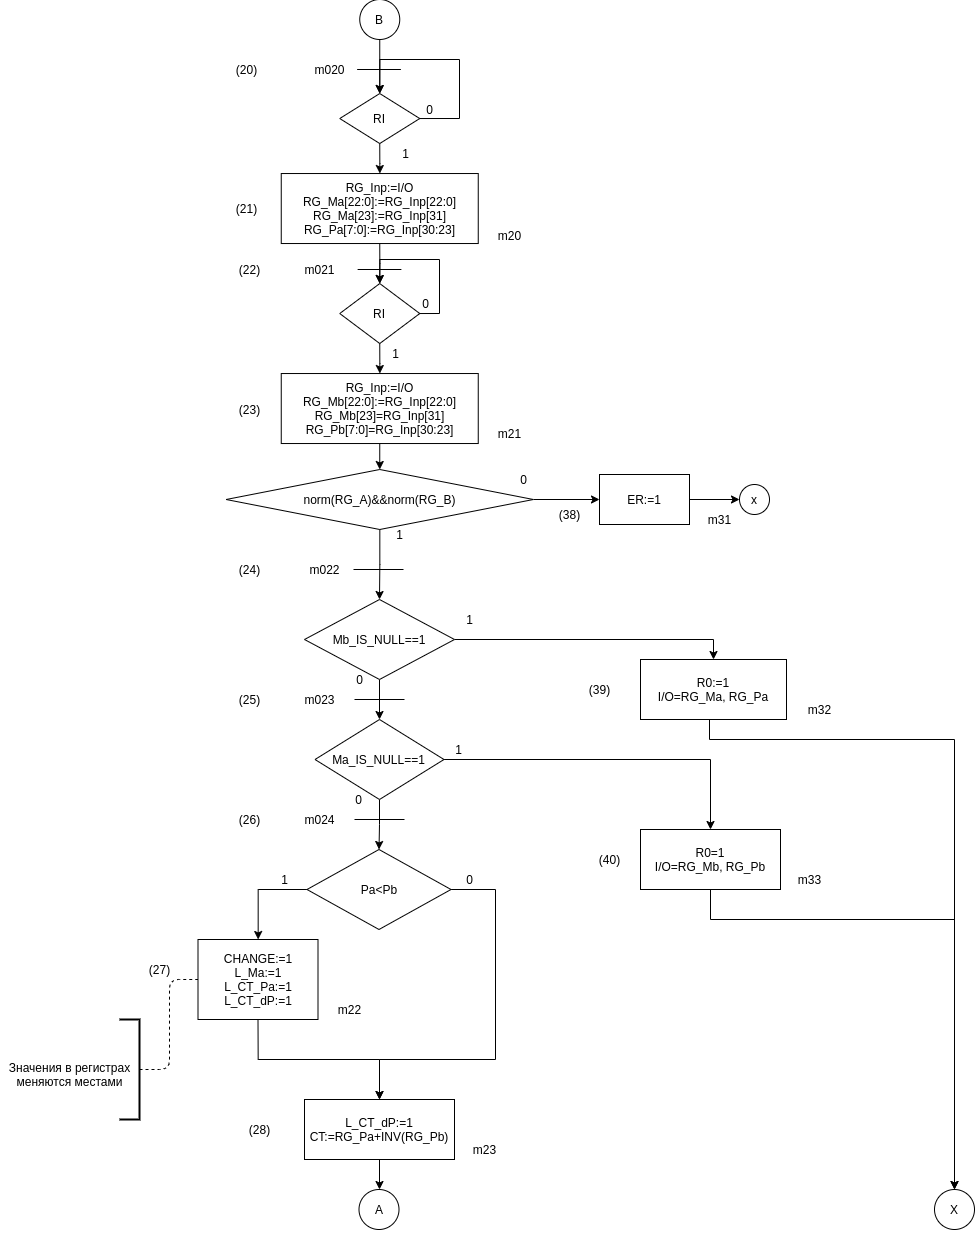 B
(20)
m020
RI
0
1
RG_Inp:=I/O
RG_Ma[22:0]:=RG_Inp[22:0]
RG_Ma[23]:=RG_Inp[31]
RG_Pa[7:0]:=RG_Inp[30:23]
(21)
m20
(22)
m021
RI
0
1
RG_Inp:=I/O
RG_Mb[22:0]:=RG_Inp[22:0]
RG_Mb[23]=RG_Inp[31]
RG_Pb[7:0]=RG_Inp[30:23]
(23)
m21
norm(RG_A)&&norm(RG_B)
0
(38)
ER:=1
m31
x
1
(24)
m022
Mb_IS_NULL==1
1
0
(39)
R0:=1
I/O=RG_Ma, RG_Pa
m32
(25)
m023
Ma_IS_NULL==1
1
0
(26)
m024
(40)
R0=1
I/O=RG_Mb, RG_Pb
m33
Pa<Pb
1
0
(27)
CHANGE:=1
L_Ma:=1
L_CT_Pa:=1
L_CT_dP:=1
m22
Значения в регистрах
меняются местами
(28)
L_CT_dP:=1
CT:=RG_Pa+INV(RG_Pb)
m23
A
X